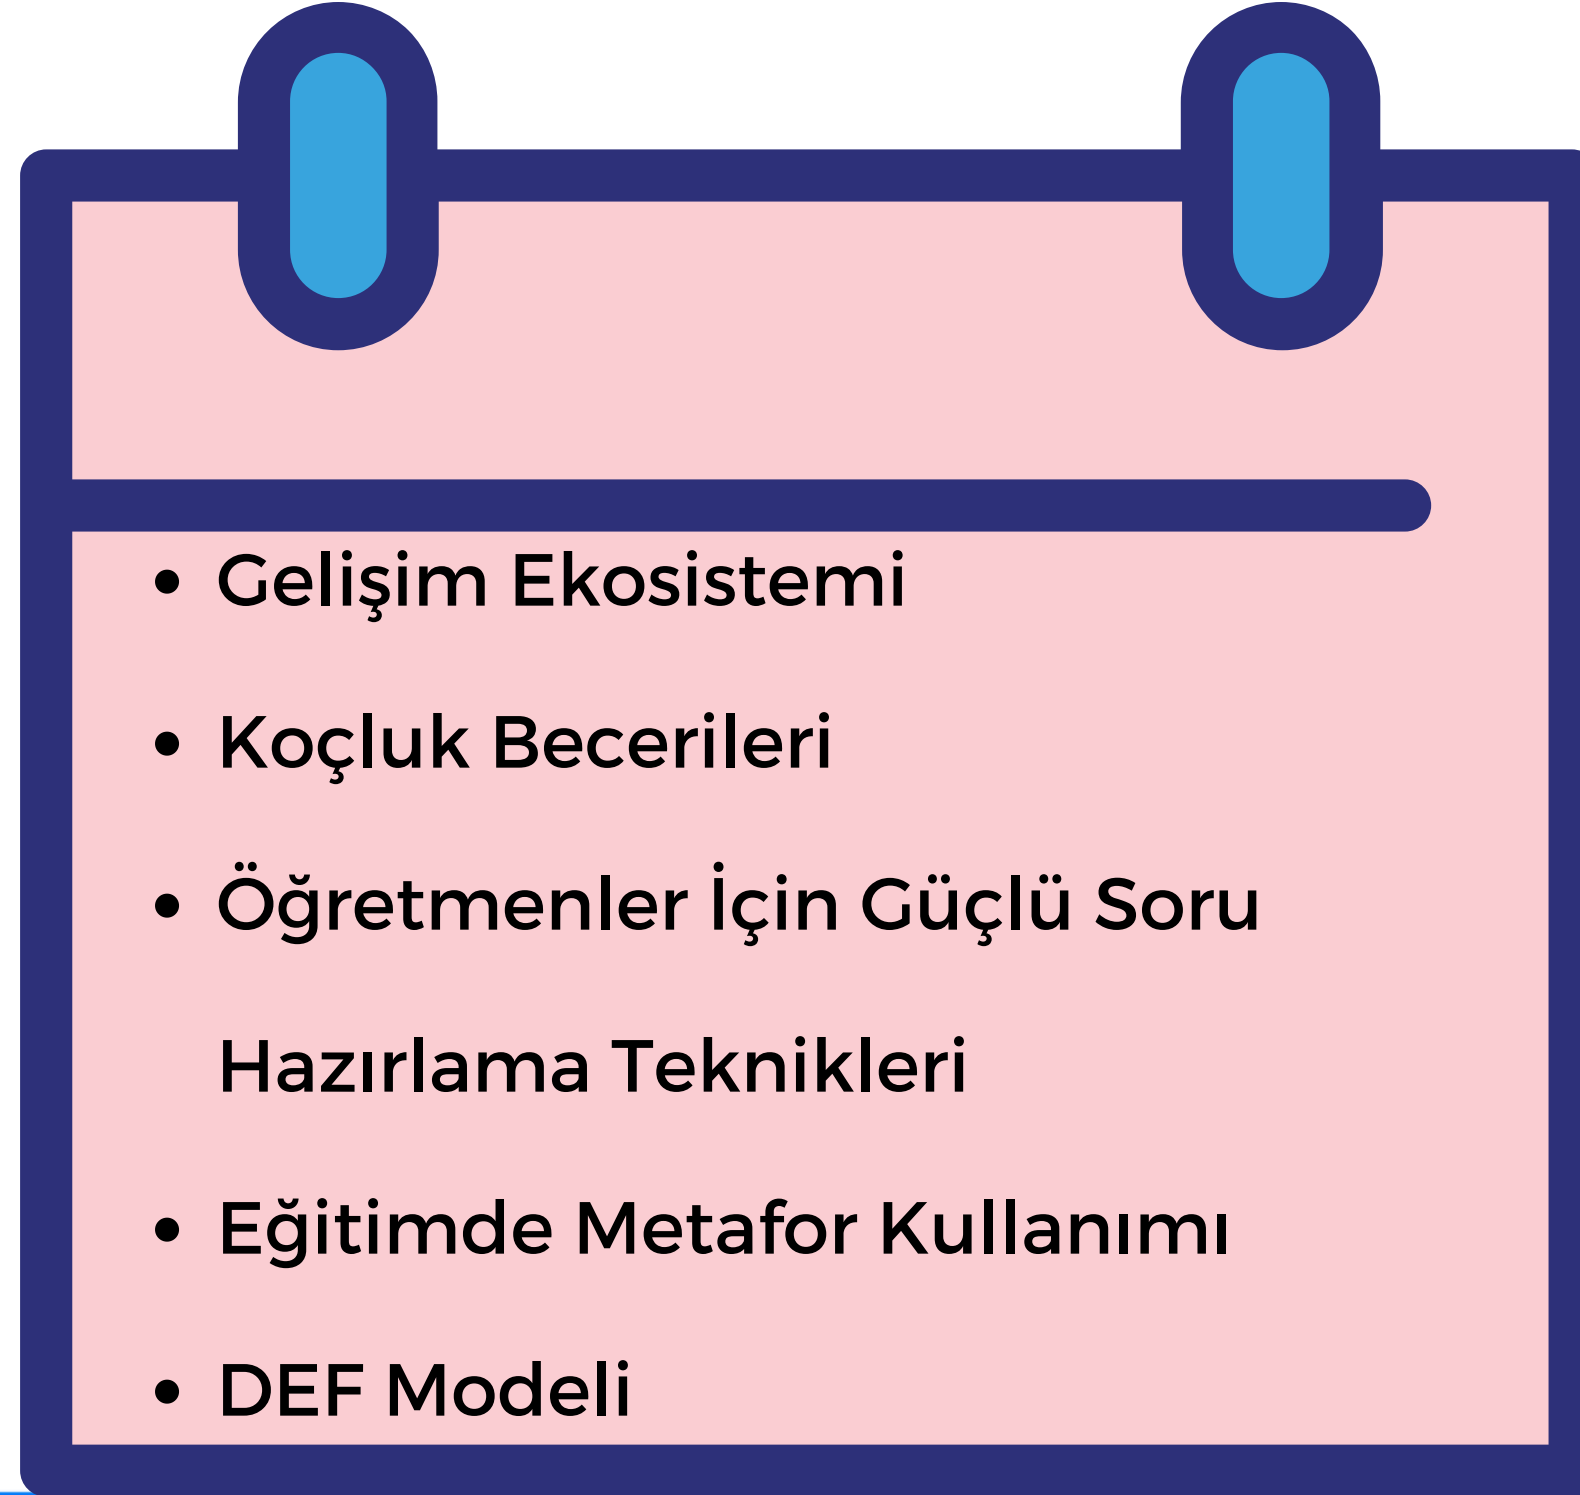 • Gelişim Ekosistemi
• Koçluk Becerileri
• Öğretmenler İçin Güçlü Soru
Hazırlama Teknikleri
• Eğitimde Metafor Kullanımı
• DEF Modeli